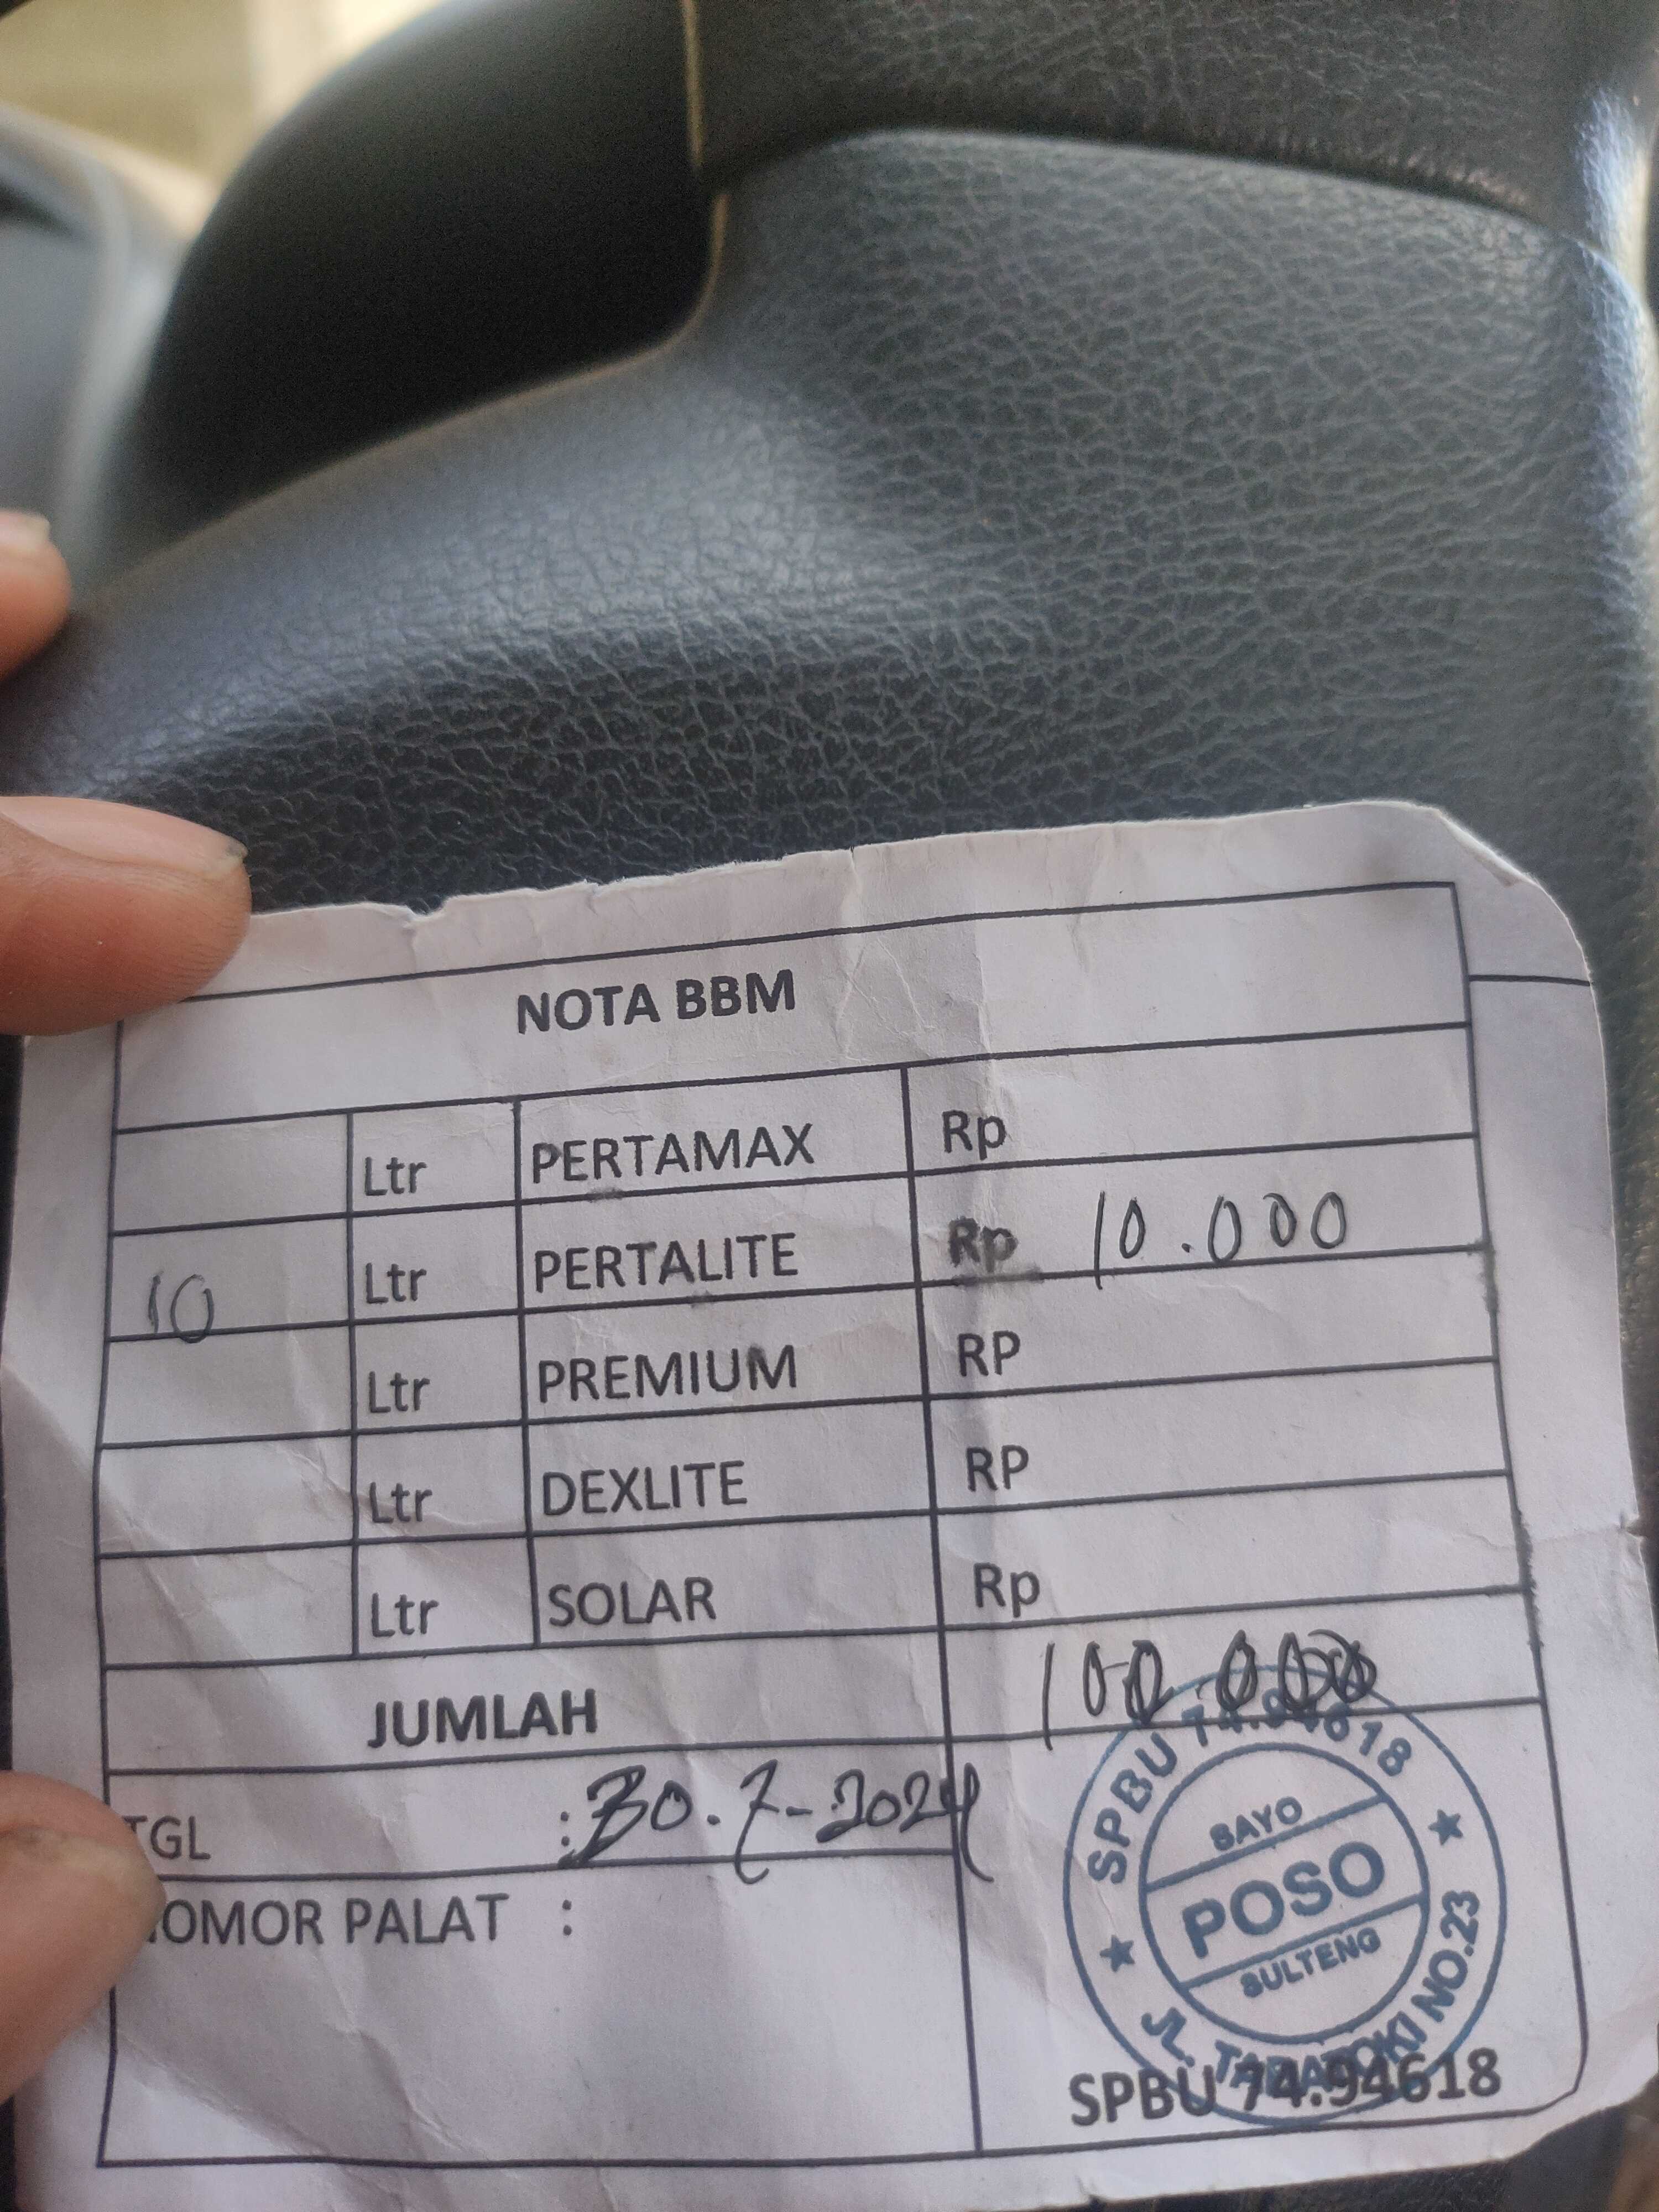 NOTA BBM
Ltr PERTAMAX Rp
10 Ltr PERTALITE Rp 10.000
Ltr PREMIUM RP
Ltr DEXLITE RP
Ltr SOLAR Rp
JUMLAH 100.000
TGL : 30.7-2024
NOMOR PALAT :
SPBU 74.94618
BAYO
POSO
SULTENG
JL. NO.23
SPBU 74.94618